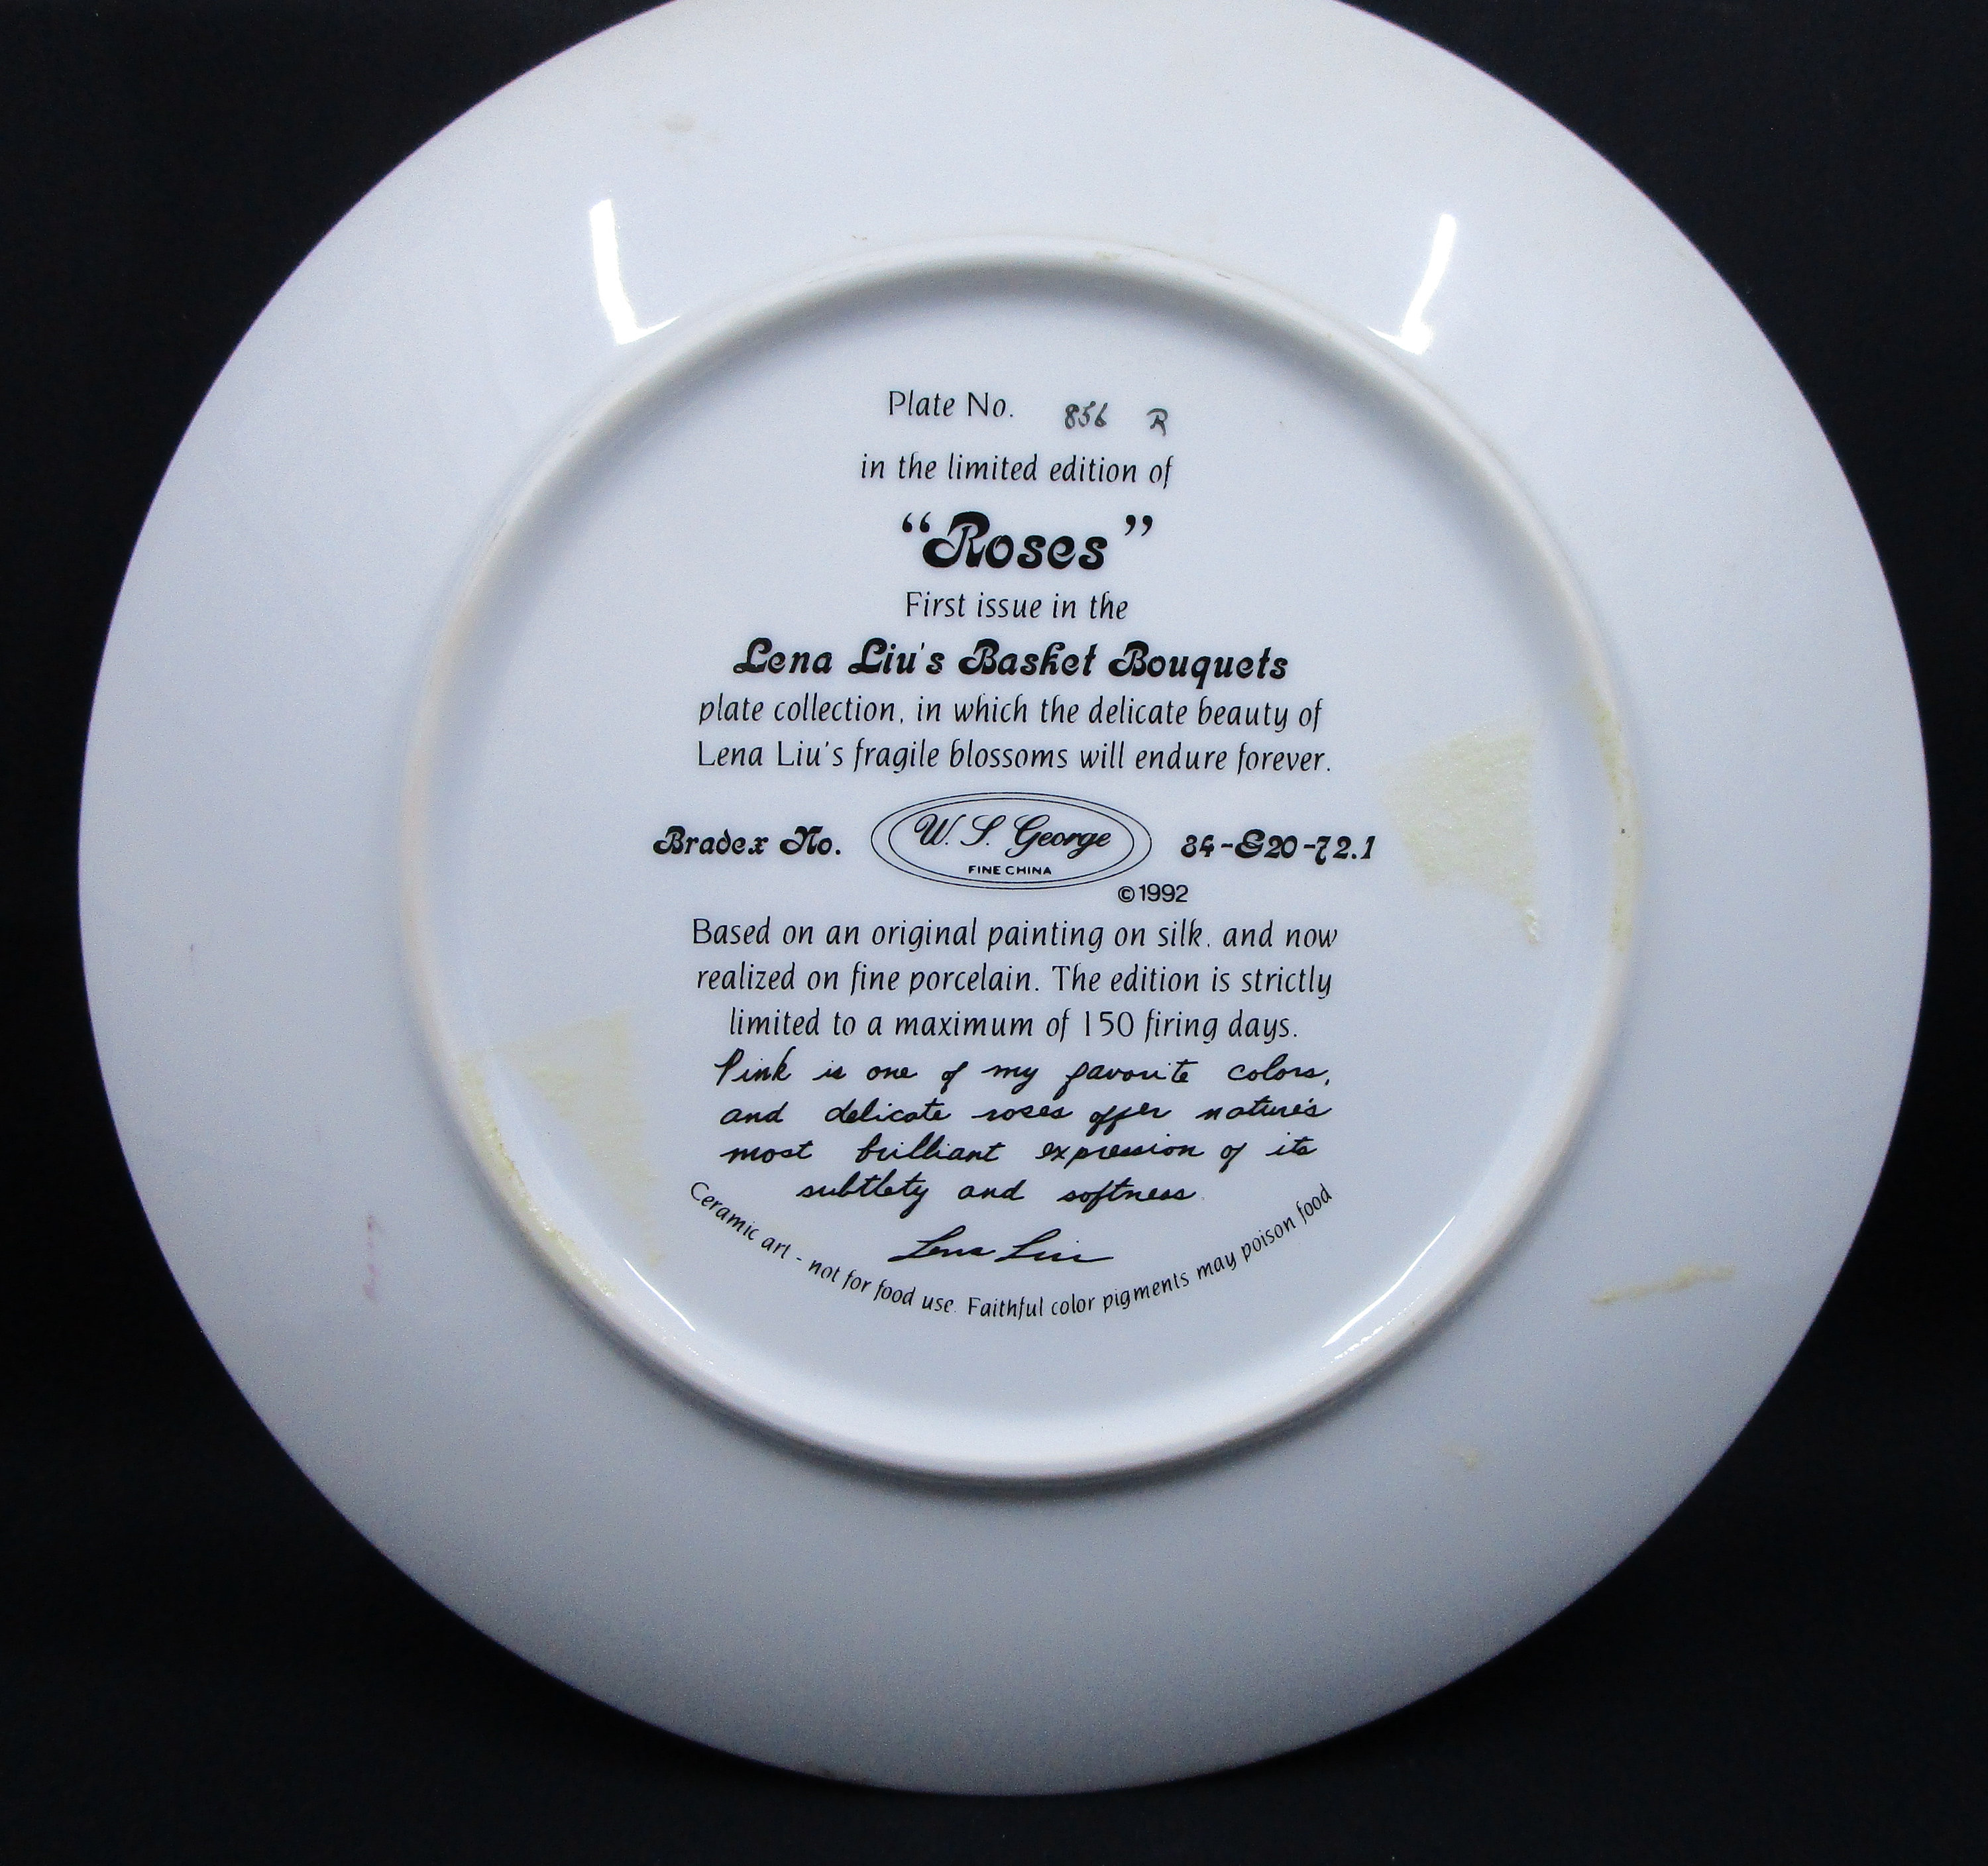 Plate No. 856 R
in the limited edition of
“Roses”
First issue in the
Lena Liu's Basket Bouquets
plate collection, in which the delicate beauty of
Lena Liu's fragile blossoms will endure forever.
Bradex No. W. S. George 84-G20-72.1
FINE CHINA
©1992
Based on an original painting on silk, and now
realized on fine porcelain. The edition is strictly
limited to a maximum of 150 firing days.
Pink is one of my favorite colors,
and delicate roses offer nature's
most brilliant expression of its
subtlety and softness.
Lena Liu
Ceramic art - not for food use. Faithful color pigments may poison food